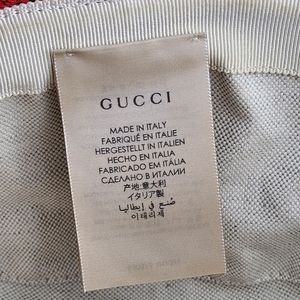 GUCCI
MADE IN ITALY
FABRIQUÉ EN ITALIE
HERGESTELLT IN ITALIEN
HECHO EN ITALIA
FABRICADO EM ITÁLIA
СДЕЛАНО В ИТАЛИИ
产地:意大利
イタリア製
صُنع في إيطاليا
이태리제